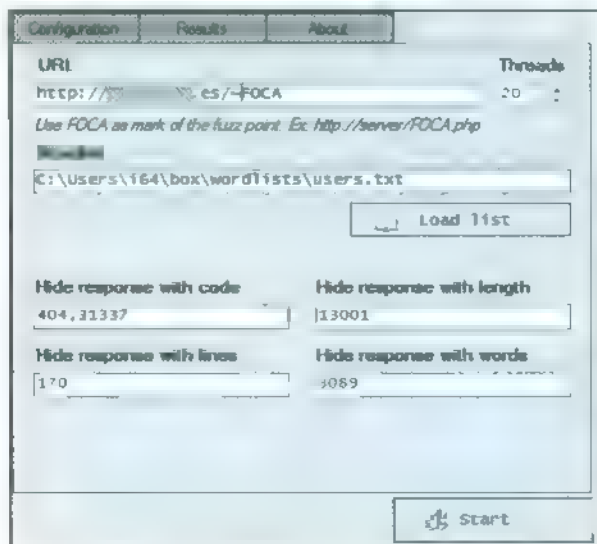 Configuration Results About
URL Threads
http:// .es/~FOCA 20
Use FOCA as mark of the fuzz point. Ex: http://server/FOCA.php
C:\Users\i64\box\wordlists\users.txt
Load list
Hide response with code Hide response with length
404,31337 13001
Hide response with lines Hide response with words
170 3089
Start